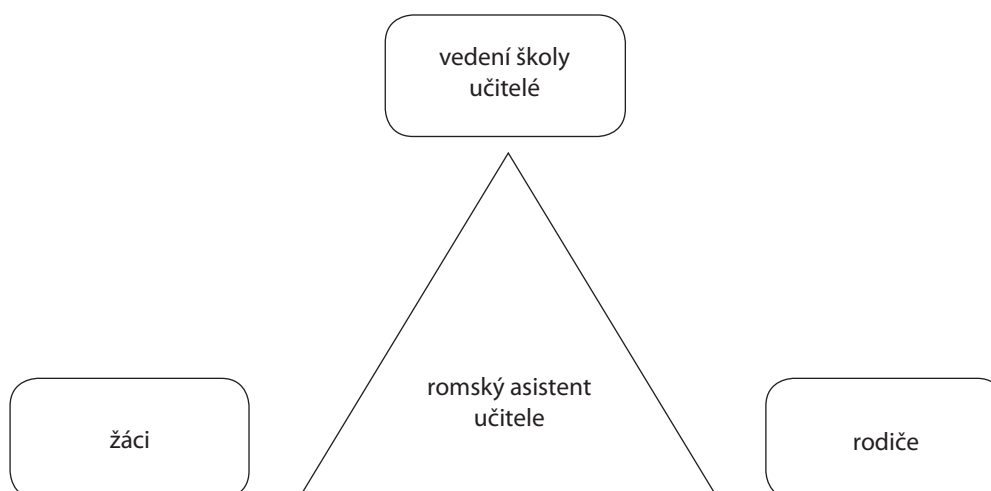 vedení školy
učitelé
romský asistent
učitele
žáci
rodiče